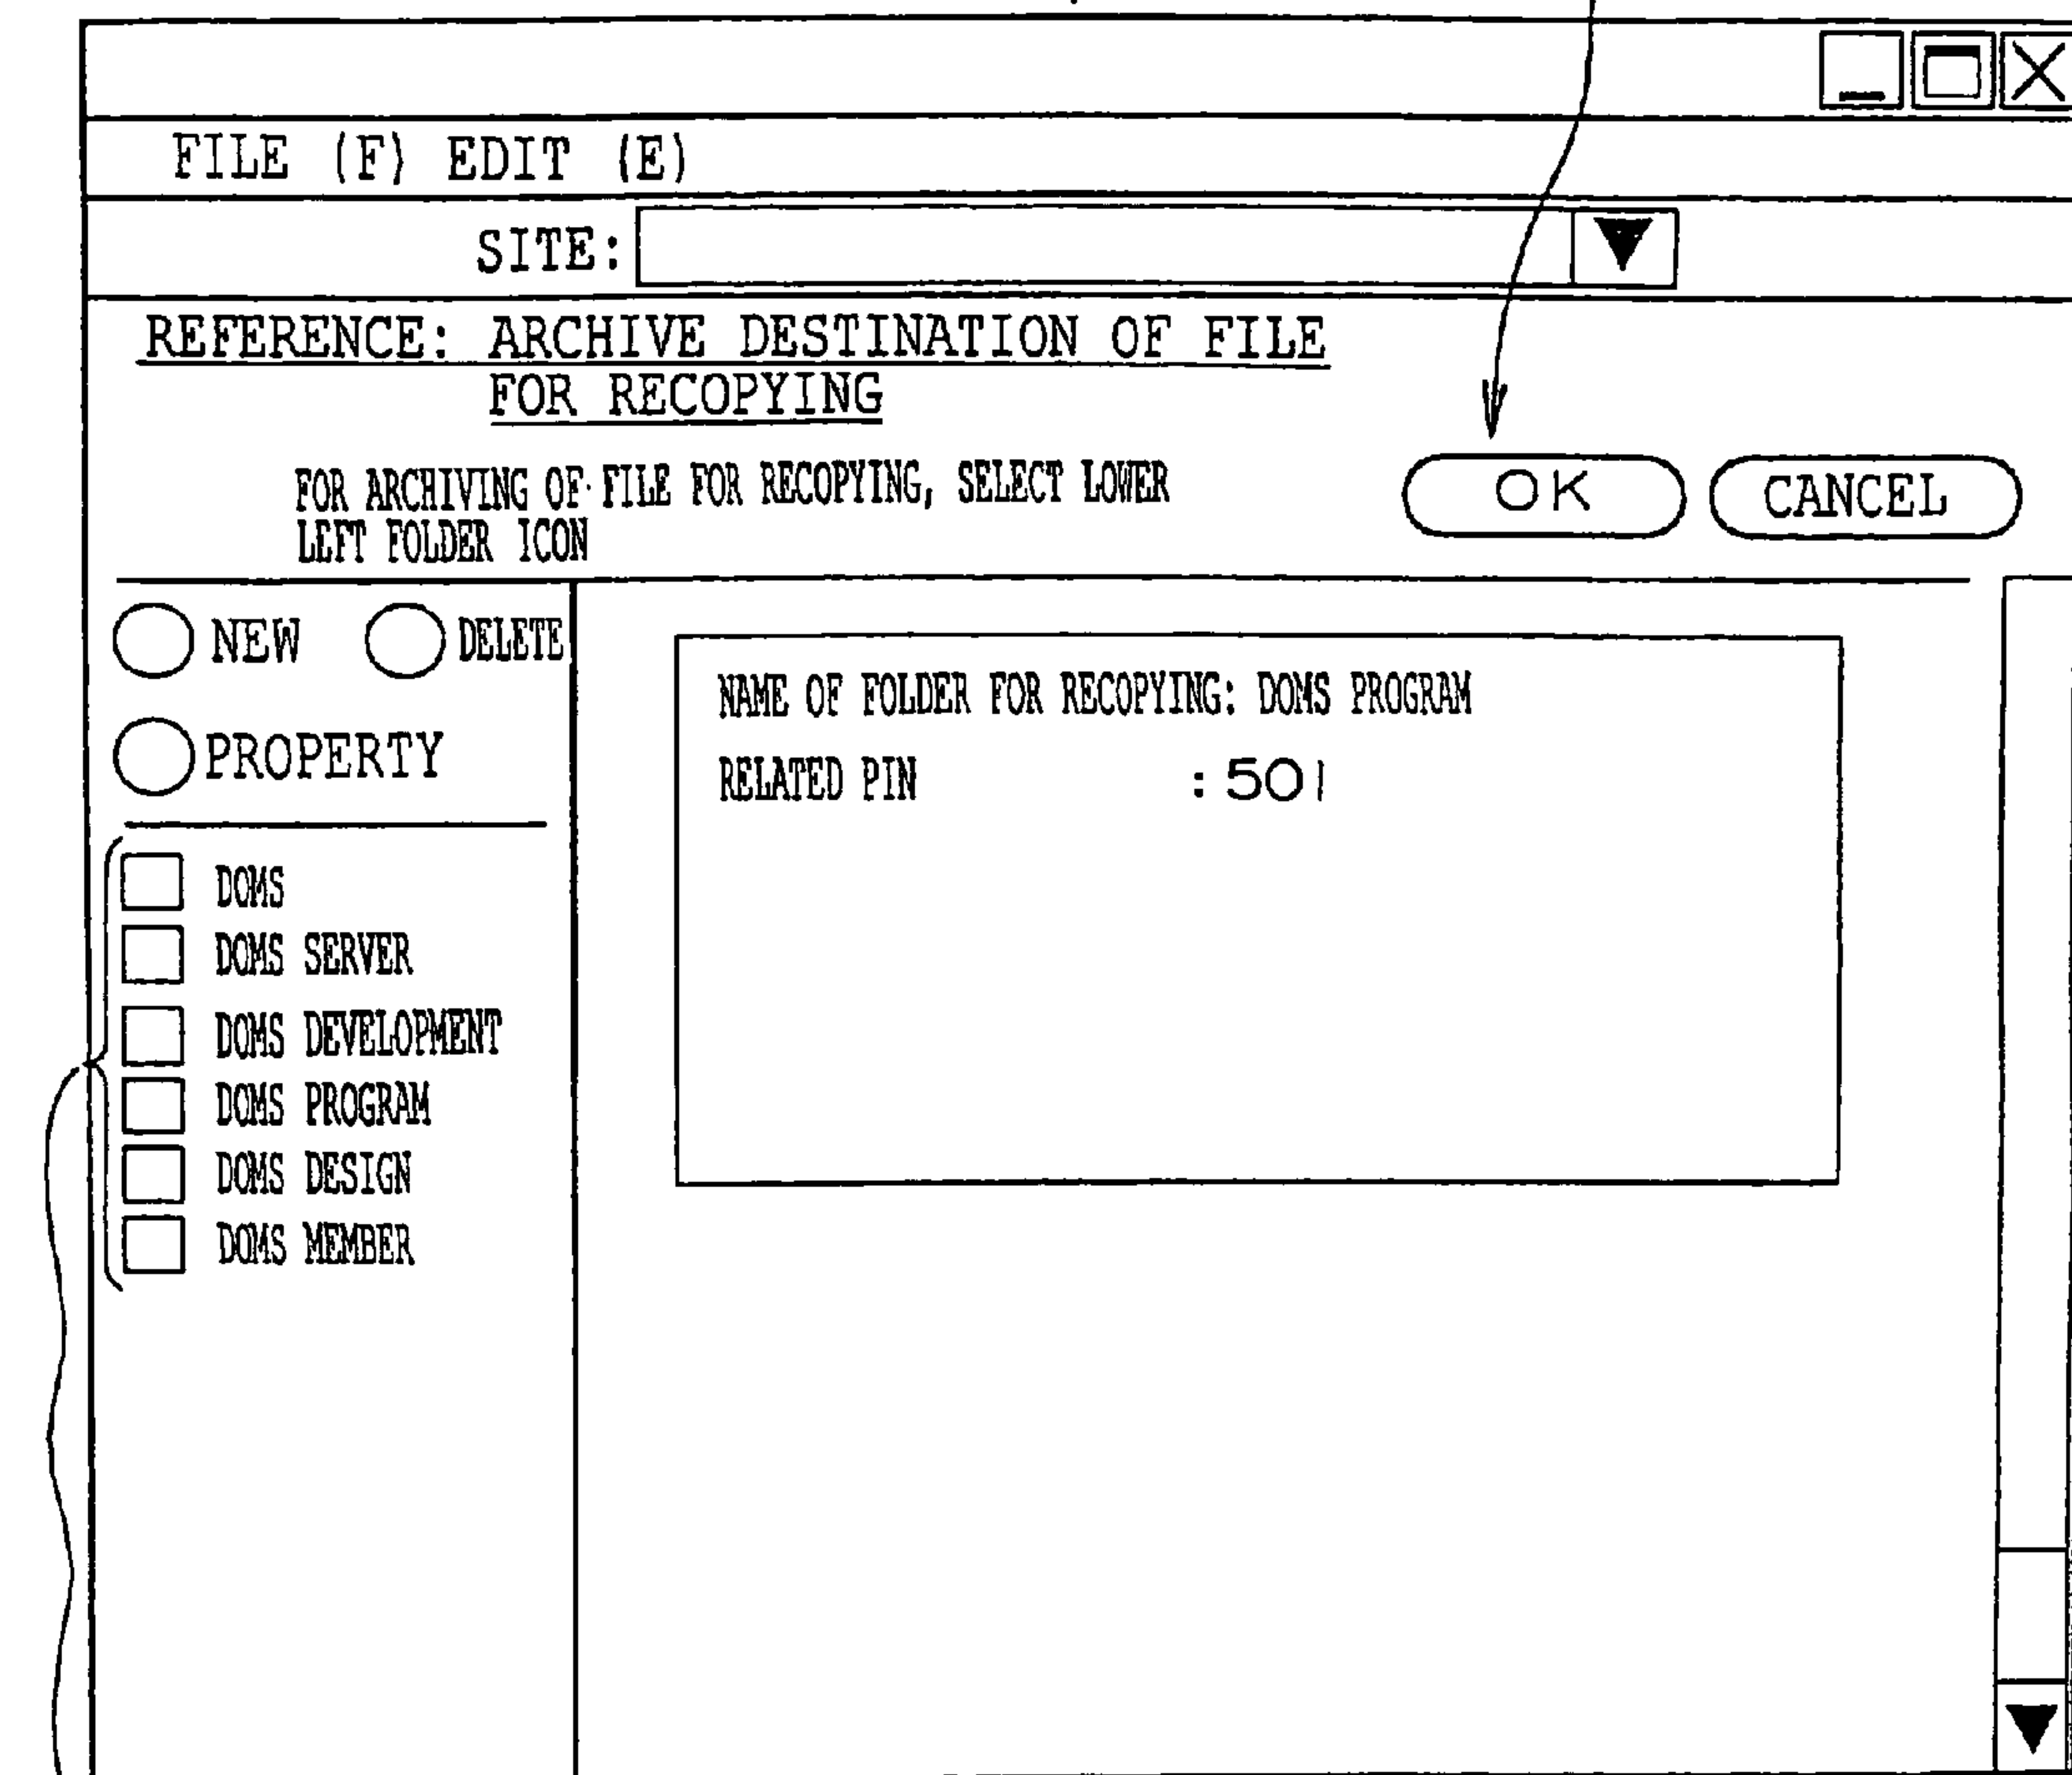 FILE (F) EDIT (E)
SITE:
REFERENCE: ARCHIVE DESTINATION OF FILE
FOR RECOPYING
FOR ARCHIVING OF FILE FOR RECOPYING, SELECT LOWER
LEFT FOLDER ICON
OK CANCEL
NEW DELETE
PROPERTY
DOMS
DOMS SERVER
DOMS DEVELOPMENT
DOMS PROGRAM
DOMS DESIGN
DOMS MEMBER
NAME OF FOLDER FOR RECOPYING: DOMS PROGRAM
RELATED PIN :501